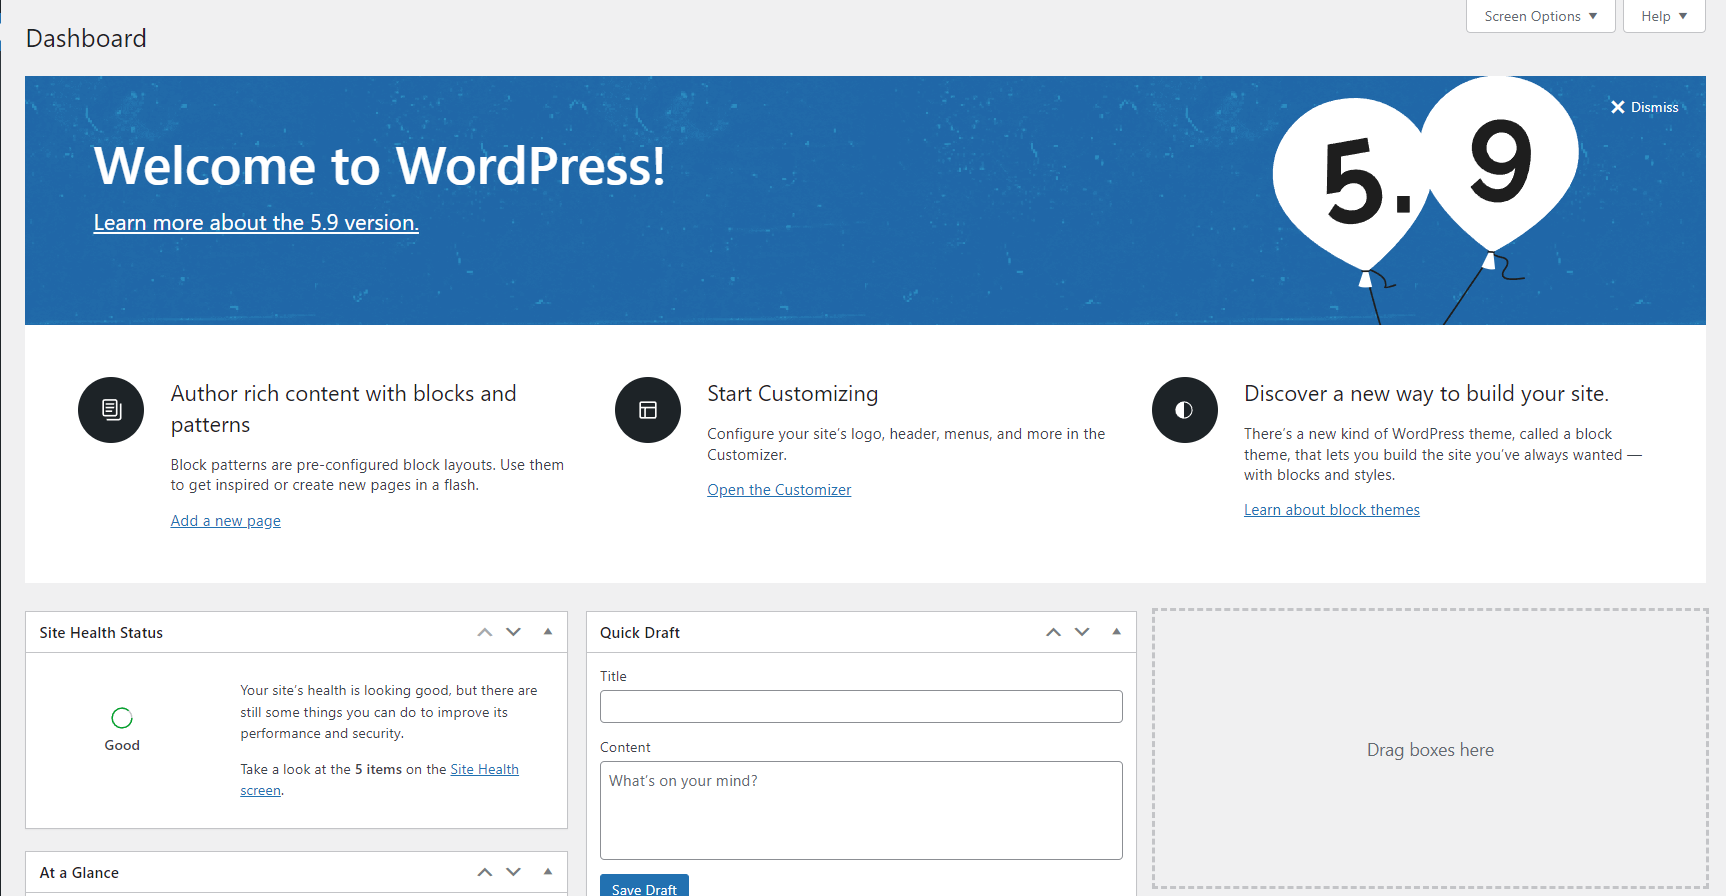 Screen Options
Help
Dashboard
Dismiss
5.9
Welcome to WordPress!
Learn more about the 5.9 version.
Author rich content with blocks and
patterns
Block patterns are pre-configured block layouts. Use them
to get inspired or create new pages in a flash.
Add a new page
Start Customizing
Configure your site’s logo, header, menus, and more in the
Customizer.
Open the Customizer
Discover a new way to build your site.
There’s a new kind of WordPress theme, called a block
theme, that lets you build the site you’ve always wanted —
with blocks and styles.
Learn about block themes
Site Health Status
Good
Your site’s health is looking good, but there are
still some things you can do to improve its
performance and security.
Take a look at the 5 items on the Site Health
screen.
At a Glance
Quick Draft
Title
Content
What’s on your mind?
Save Draft
Drag boxes here